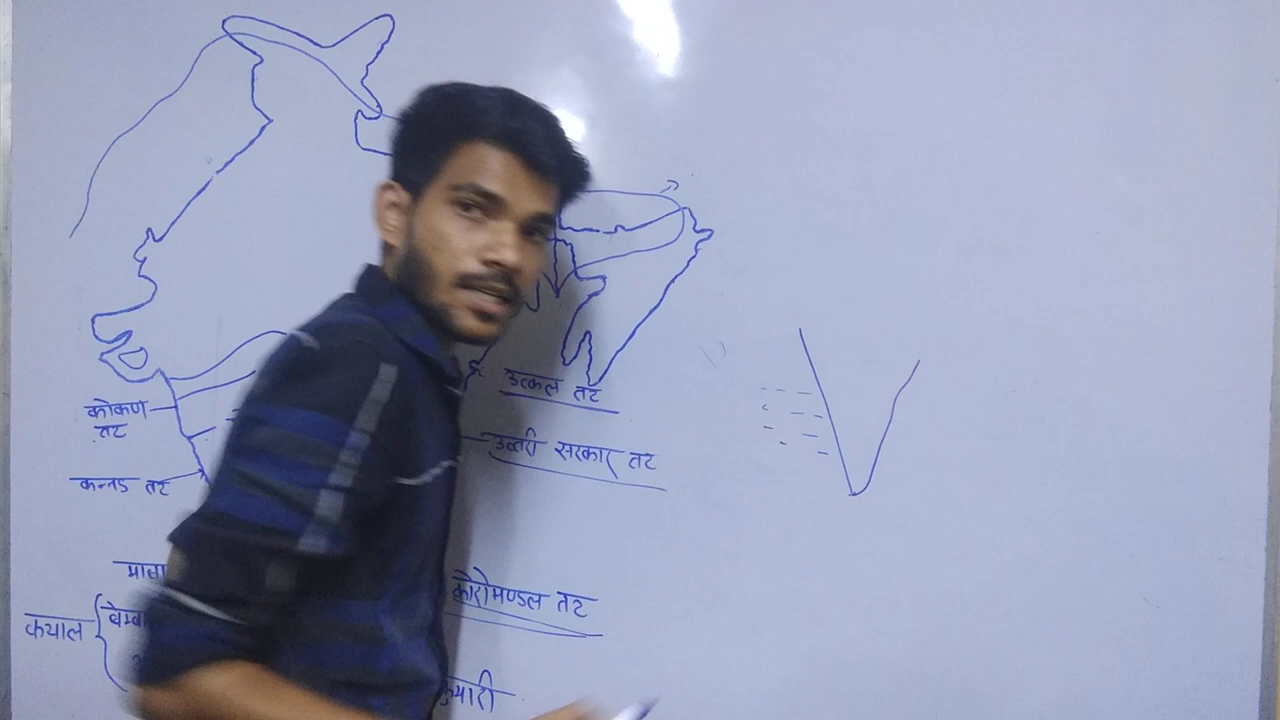 कोकण
तट
कन्नड तट
उत्कल तट
उत्तरी सरकार तट
कोरोमण्डल तट
कयाल